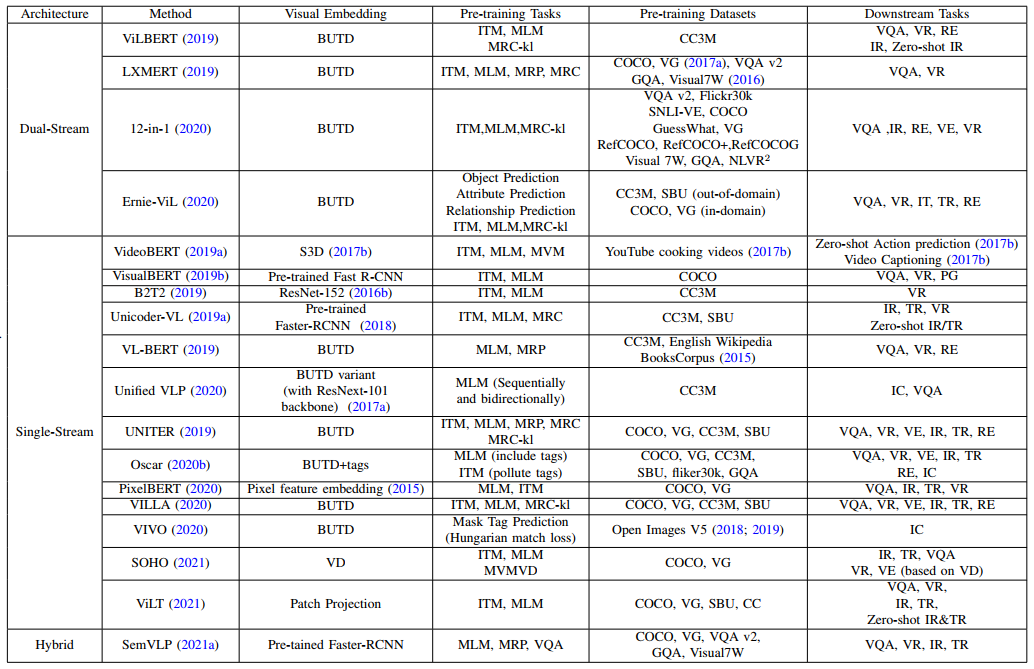 Architecture Method Visual Embedding Pre-training Tasks Pre-training Datasets Downstream Tasks
Dual-Stream
ViLBERT (2019) BUTD
ITM, MLM
MRC-kl
CC3M
VQA, VR, RE
IR, Zero-shot IR
LXMERT (2019) BUTD ITM, MLM, MRP, MRC
COCO, VG (2017a), VQA v2
GQA, Visual7W (2016)
VQA, VR
12-in-1 (2020) BUTD ITM,MLM,MRC-kl
VQA v2, Flickr30k
SNLI-VE, COCO
GuessWhat, VG
RefCOCO, RefCOCO+,RefCOCOG
Visual 7W, GQA, NLVR²
VQA ,IR, RE, VE, VR
Ernie-ViL (2020) BUTD
Object Prediction
Attribute Prediction
Relationship Prediction
ITM, MLM,MRC-kl
CC3M, SBU (out-of-domain)
COCO, VG (in-domain)
VQA, VR, IT, TR, RE
Single-Stream
VideoBERT (2019a) S3D (2017b) ITM, MLM, MVM YouTube cooking videos (2017b)
Zero-shot Action prediction (2017b)
Video Captioning (2017b)
VisualBERT (2019b) Pre-trained Fast R-CNN ITM, MLM COCO VQA, VR, PG
B2T2 (2019) ResNet-152 (2016b) ITM, MLM CC3M VR
Unicoder-VL (2019a)
Pre-trained
Faster-RCNN (2018)
ITM, MLM, MRC CC3M, SBU
IR, TR, VR
Zero-shot IR/TR
VL-BERT (2019) BUTD MLM, MRP
CC3M, English Wikipedia
BooksCorpus (2015)
VQA, VR, RE
Unified VLP (2020)
BUTD variant
(with ResNext-101
backbone) (2017a)
MLM (Sequentially
and bidirectionally)
CC3M IC, VQA
UNITER (2019) BUTD
ITM, MLM, MRP, MRC
MRC-kl
COCO, VG, CC3M, SBU VQA, VR, VE, IR, TR, RE
Oscar (2020b) BUTD+tags
MLM (include tags)
ITM (pollute tags)
COCO, VG, CC3M,
SBU, fliker30k, GQA
VQA, VR, VE, IR, TR
RE, IC
PixelBERT (2020) Pixel feature embedding (2015) MLM, ITM COCO, VG VQA, IR, TR, VR
VILLA (2020) BUTD ITM, MLM, MRC-kl COCO, VG, CC3M, SBU VQA, VR, VE, IR, TR, RE
VIVO (2020) BUTD
Mask Tag Prediction
(Hungarian match loss)
Open Images V5 (2018; 2019) IC
SOHO (2021) VD
ITM, MLM
MVMVD
COCO, VG
IR, TR, VQA
VR, VE (based on VD)
ViLT (2021) Patch Projection ITM, MLM COCO, VG, SBU, CC
VQA, VR,
IR, TR,
Zero-shot IR&TR
Hybrid SemVLP (2021a) Pre-tained Faster-RCNN MLM, MRP, VQA
COCO, VG, VQA v2,
GQA, Visual7W
VQA, VR, IR, TR